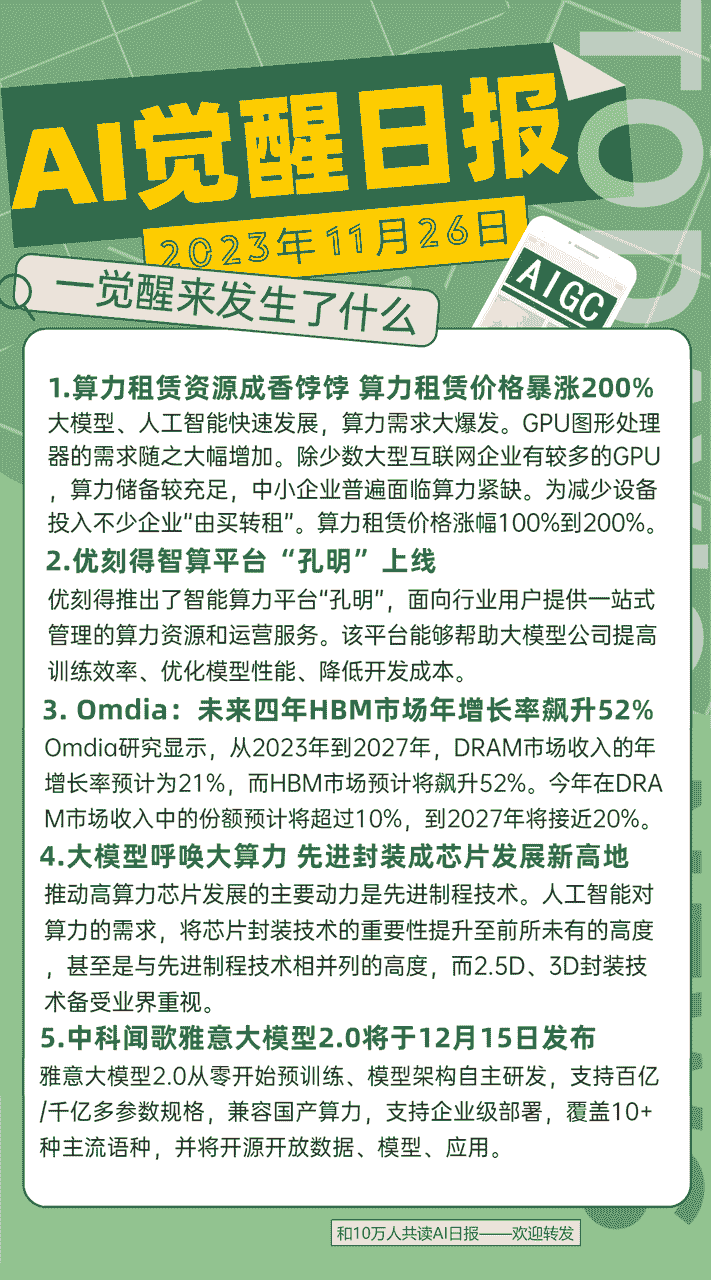 AI觉醒日报
2023年11月26日
一觉醒来发生了什么
AIGC
1.算力租赁资源成香饽饽 算力租赁价格暴涨200%
大模型、人工智能快速发展，算力需求大爆发。GPU图形处理
器的需求随之大幅增加。除少数大型互联网企业有较多的GPU
，算力储备较充足，中小企业普遍面临算力紧缺。为减少设备
投入不少企业“由买转租”。算力租赁价格涨幅100%到200%。
2.优刻得智算平台 “孔明” 上线
优刻得推出了智能算力平台“孔明”，面向行业用户提供一站式
管理的算力资源和运营服务。该平台能够帮助大模型公司提高
训练效率、优化模型性能、降低开发成本。
3. Omdia：未来四年HBM市场年增长率飙升52%
Omdia研究显示，从2023年到2027年，DRAM市场收入的年
增长率预计为21%，而HBM市场预计将飙升52%。今年在DRA
M市场收入中的份额预计将超过10%，到2027年将接近20%。
4.大模型呼唤大算力 先进封装成芯片发展新高地
推动高算力芯片发展的主要动力是先进制程技术。人工智能对
算力的需求，将芯片封装技术的重要性提升至前所未有的高度
，甚至是与先进制程技术相并列的高度，而2.5D、3D封装技
术备受业界重视。
5.中科闻歌雅意大模型2.0将于12月15日发布
雅意大模型2.0从零开始预训练、模型架构自主研发，支持百亿
/千亿多参数规格，兼容国产算力，支持企业级部署，覆盖10+
种主流语种，并将开源开放数据、模型、应用。
和10万人共读AI日报——欢迎转发